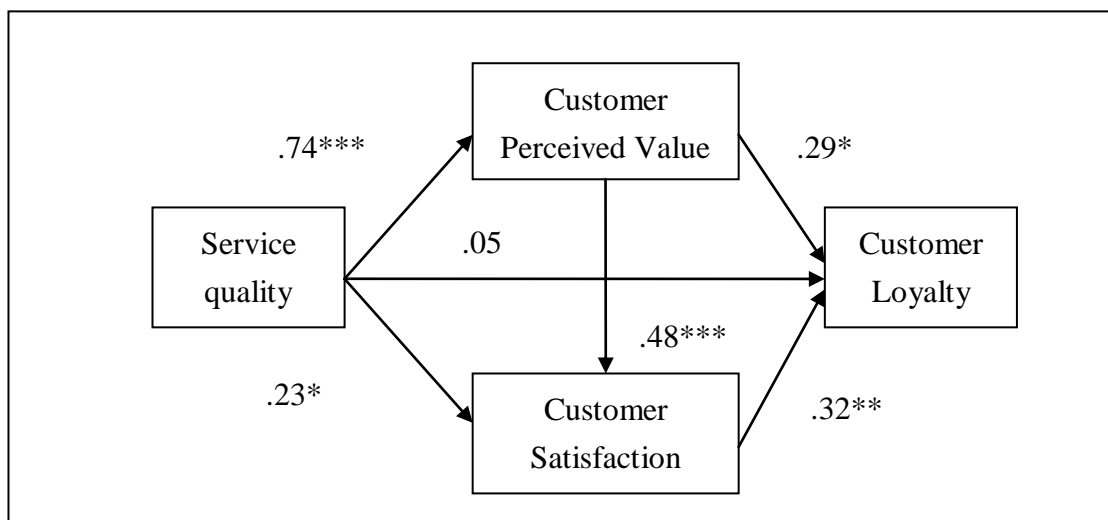 Customer
Perceived Value
.74***
.29*
Service
quality
.05
Customer
Loyalty
.48***
.23*
Customer
Satisfaction
.32**